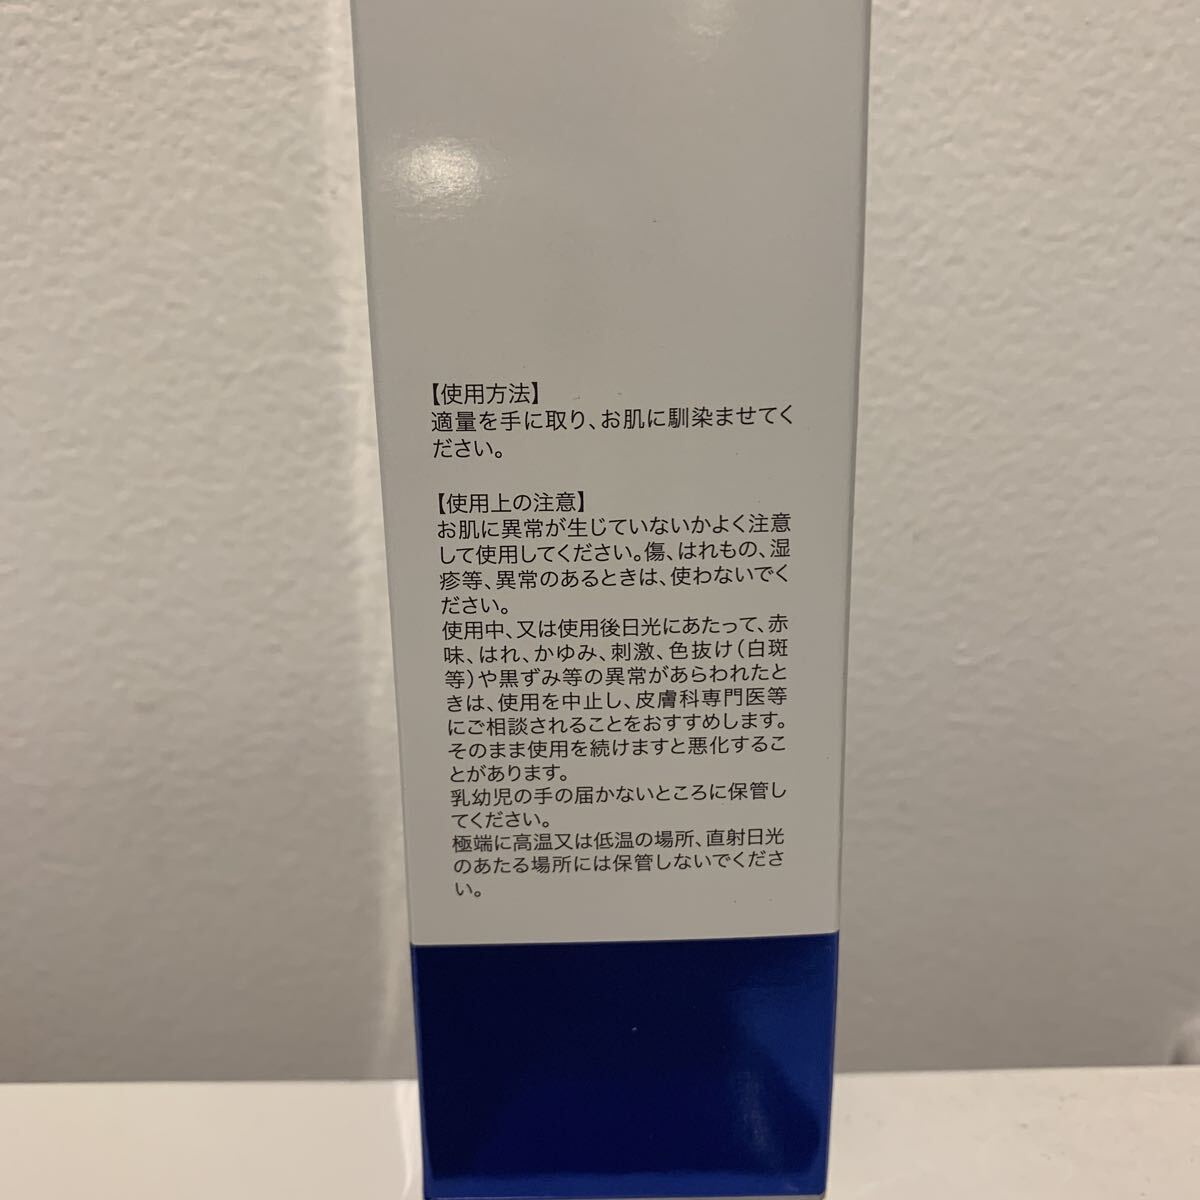 【使用方法】
適量を手に取り、お肌に馴染ませてく
ださい。
【使用上の注意】
お肌に異常が生じていないかよく注意
して使用してください。傷、はれもの、湿
疹等、異常のあるときは、使わないでく
ださい。
使用中、又は使用後日光にあたって、赤
味、はれ、かゆみ、刺激、色抜け(白斑
等)や黒ずみ等の異常があらわれたと
きは、使用を中止し、皮膚科専門医等
にご相談されることをおすすめします。
そのまま使用を続けますと悪化するこ
とがあります。
乳幼児の手の届かないところに保管し
てください。
極端に高温又は低温の場所、直射日光
のあたる場所には保管しないでくださ
い。